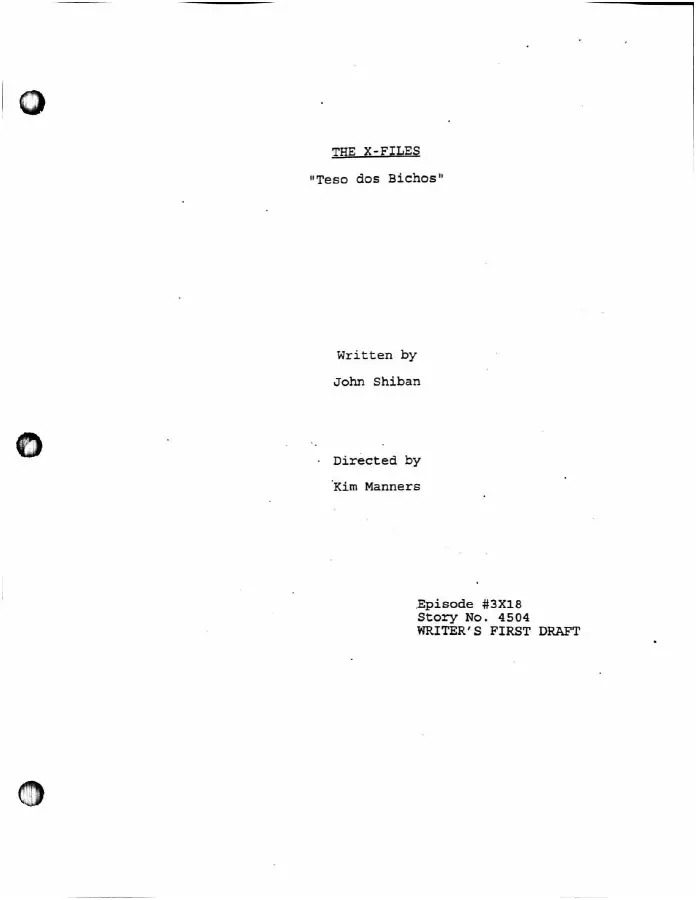 THE X-FILES
"Teso dos Bichos"
Written by
John Shiban
Directed by
Kim Manners
Episode #3X18
Story No. 4504
WRITER'S FIRST DRAFT